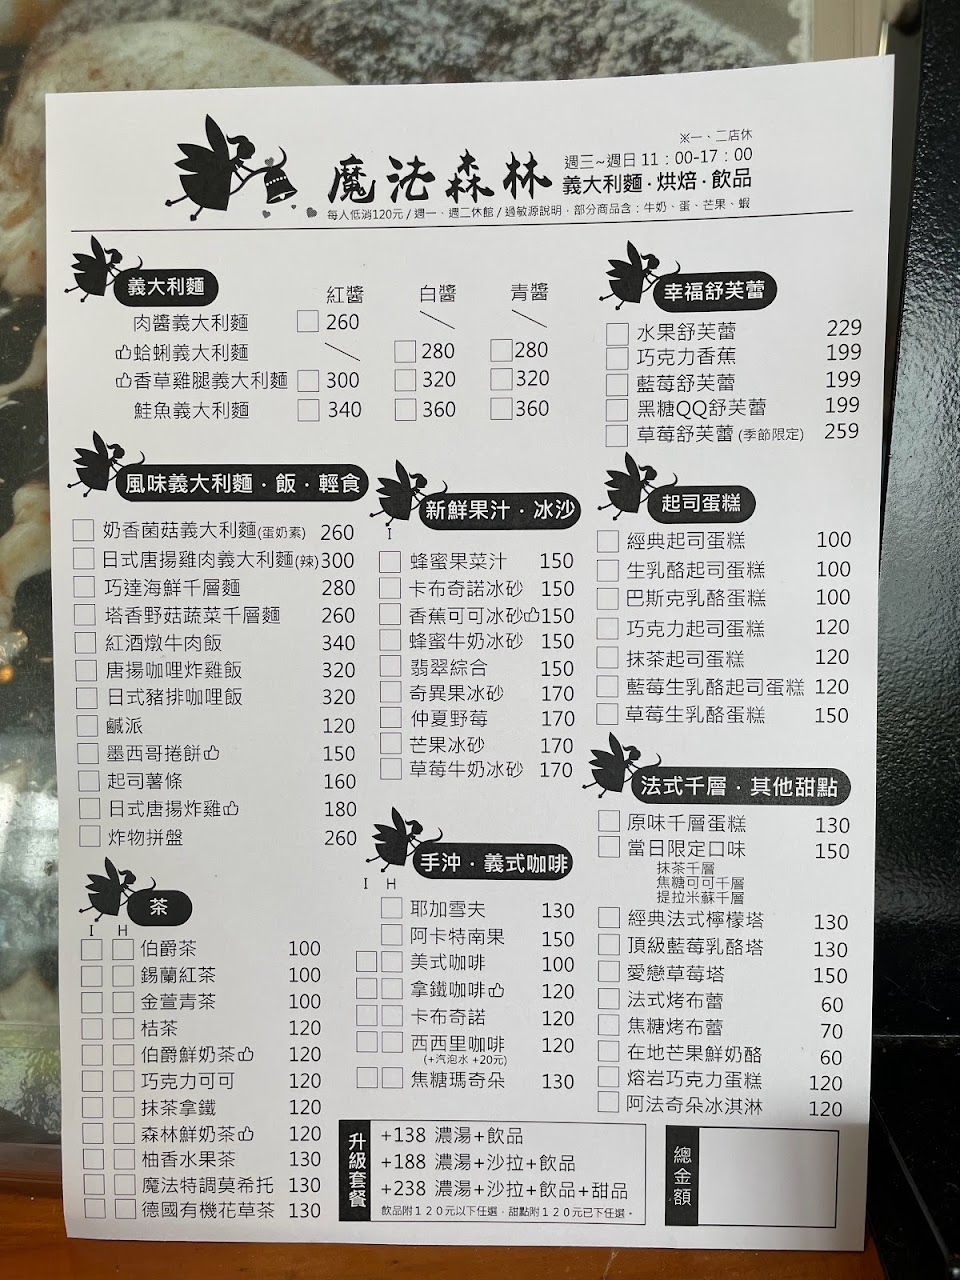 ※一、二店休
魔法森林
週三~週日 11：00-17：00
義大利麵·烘焙·飲品
每人低消120元 / 週一、週二休館 / 過敏源說明，部分商品含：牛奶、蛋、芒果、蝦
義大利麵
紅醬 白醬 青醬
肉醬義大利麵 260
蛤蜊義大利麵 280 280
香草雞腿義大利麵 300 320 320
鮭魚義大利麵 340 360 360
幸福舒芙蕾
水果舒芙蕾 229
巧克力香蕉 199
藍莓舒芙蕾 199
黑糖QQ舒芙蕾 199
草莓舒芙蕾 (季節限定) 259
風味義大利麵·飯·輕食
奶香菌菇義大利麵(蛋奶素) 260
日式唐揚雞肉義大利麵(辣) 300
巧達海鮮千層麵 280
塔香野菇蔬菜千層麵 260
紅酒燉牛肉飯 340
唐揚咖哩炸雞飯 320
日式豬排咖哩飯 320
鹹派 120
墨西哥捲餅 150
起司薯條 160
日式唐揚炸雞 180
炸物拼盤 260
新鮮果汁·冰沙
I
蜂蜜果菜汁 150
卡布奇諾冰砂 150
香蕉可可冰砂 150
蜂蜜牛奶冰砂 150
翡翠綜合 150
奇異果冰砂 170
仲夏野莓 170
芒果冰砂 170
草莓牛奶冰砂 170
起司蛋糕
經典起司蛋糕 100
生乳酪起司蛋糕 100
巴斯克乳酪蛋糕 100
巧克力起司蛋糕 120
抹茶起司蛋糕 120
藍莓生乳酪起司蛋糕 120
草莓生乳酪蛋糕 150
法式千層·其他甜點
原味千層蛋糕 130
當日限定口味 150
抹茶千層
焦糖可可千層
提拉米蘇千層
經典法式檸檬塔 130
頂級藍莓乳酪塔 130
愛戀草莓塔 150
法式烤布蕾 60
焦糖烤布蕾 70
在地芒果鮮奶酪 60
熔岩巧克力蛋糕 120
阿法奇朵冰淇淋 120
茶
I H
伯爵茶 100
錫蘭紅茶 100
金萱青茶 100
桔茶 120
伯爵鮮奶茶 120
巧克力可可 120
抹茶拿鐵 120
森林鮮奶茶 120
柚香水果茶 130
魔法特調莫希托 130
德國有機花草茶 130
手沖·義式咖啡
I H
耶加雪夫 130
阿卡特南果 150
美式咖啡 100
拿鐵咖啡 120
卡布奇諾 120
西西里咖啡 120
(+汽泡水 +20元)
焦糖瑪奇朵 130
升級套餐
+138 濃湯+飲品
+188 濃湯+沙拉+飲品
+238 濃湯+沙拉+飲品+甜品
飲品附１２０元以下任選，甜點附１２０元已下任選。
總金額